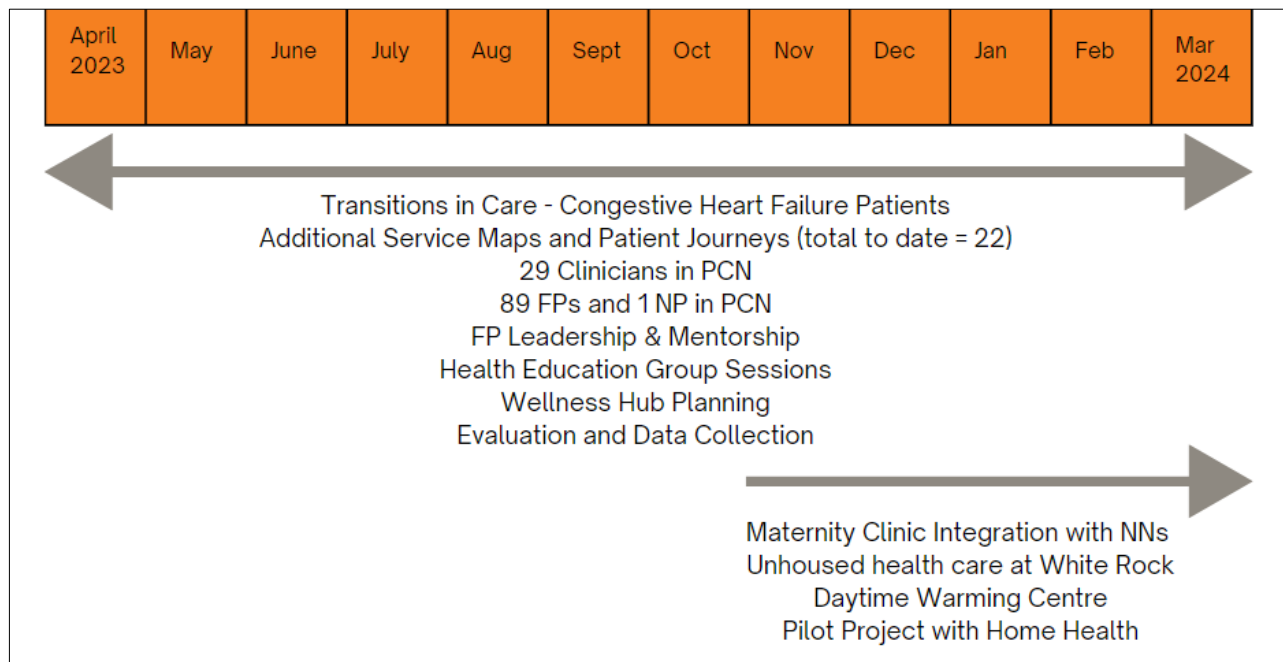 April 2023 May June July Aug Sept Oct Nov Dec Jan Feb Mar 2024
Transitions in Care - Congestive Heart Failure Patients
Additional Service Maps and Patient Journeys (total to date = 22)
29 Clinicians in PCN
89 FPs and 1 NP in PCN
FP Leadership & Mentorship
Health Education Group Sessions
Wellness Hub Planning
Evaluation and Data Collection
Maternity Clinic Integration with NNs
Unhoused health care at White Rock
Daytime Warming Centre
Pilot Project with Home Health